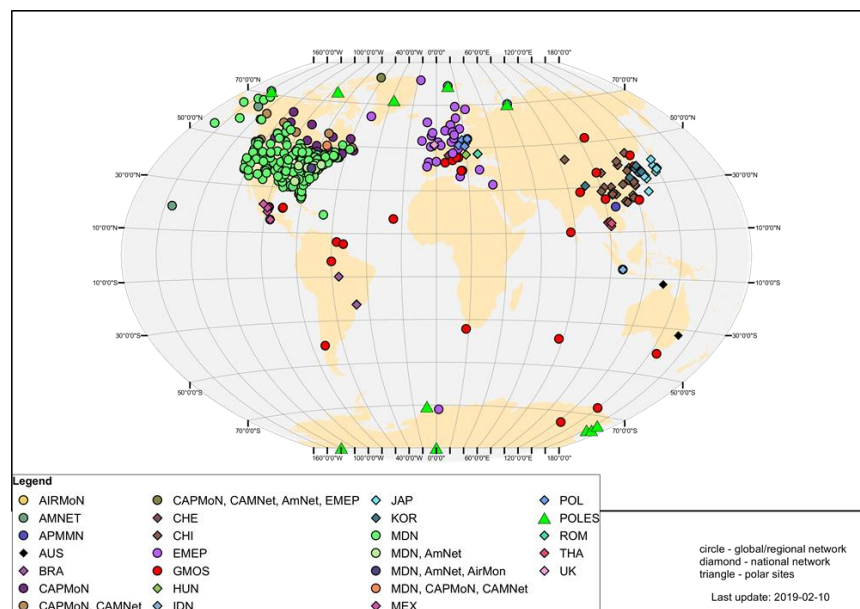 160°0'0"W 100°0'0"W 40°0'0"W 0°0'0" 60°0'0"E 120°0'0"E 180°0'0"
70°0'0"N 70°0'0"N
50°0'0"N 50°0'0"N
30°0'0"N 30°0'0"N
10°0'0"N 10°0'0"N
10°0'0"S 10°0'0"S
30°0'0"S 30°0'0"S
50°0'0"S 50°0'0"S
70°0'0"S 70°0'0"S
160°0'0"W 100°0'0"W 40°0'0"W 0°0'0" 60°0'0"E 120°0'0"E 180°0'0"
Legend
AIRMoN
AMNET
APMMN
AUS
BRA
CAPMoN
CAPMoN, CAMNet
CAPMoN, CAMNet, AmNet, EMEP
CHE
CHI
EMEP
GMOS
HUN
IDN
JAP
KOR
MDN
MDN, AmNet
MDN, AmNet, AirMon
MDN, CAPMoN, CAMNet
MEX
POL
POLES
ROM
THA
UK
circle - global/regional network
diamond - national network
triangle - polar sites
Last update: 2019-02-10